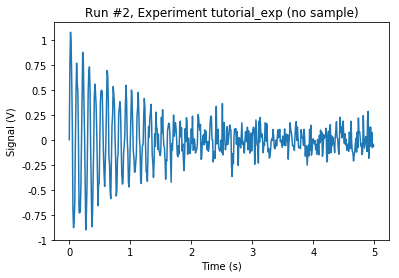 Run #2, Experiment tutorial_exp (no sample)
Signal (V)
1
0.75
0.50
0.25
0
-0.25
-0.5
-0.75
-1
0 1 2 3 4 5
Time (s)